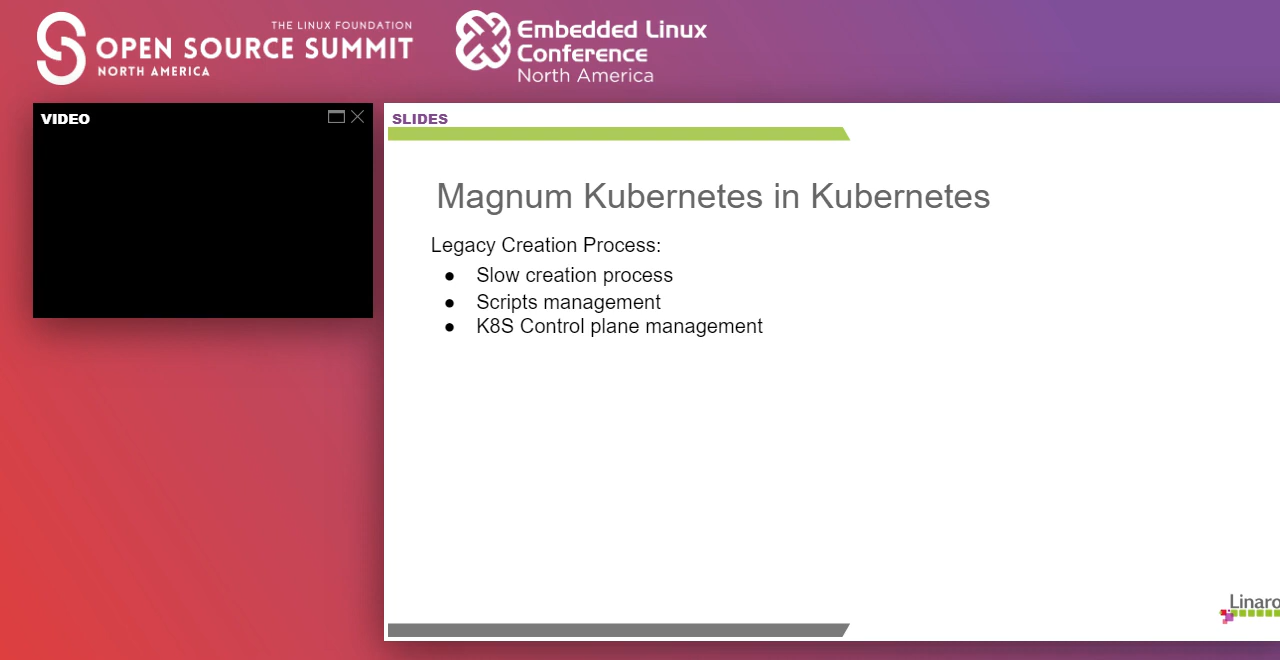 THE LINUX FOUNDATION
OPEN SOURCE SUMMIT
NORTH AMERICA
Embedded Linux
Conference
North America
VIDEO
SLIDES
Magnum Kubernetes in Kubernetes
Legacy Creation Process:
● Slow creation process
● Scripts management
● K8S Control plane management
Linaro